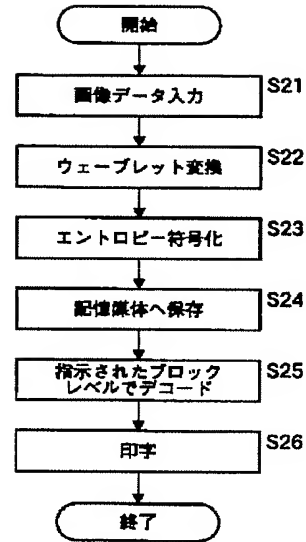 開始
画像データ入力
S21
ウェーブレット変換
S22
エントロピー符号化
S23
記憶媒体へ保存
S24
指示されたブロック
レベルでデコード
S25
印字
S26
終了